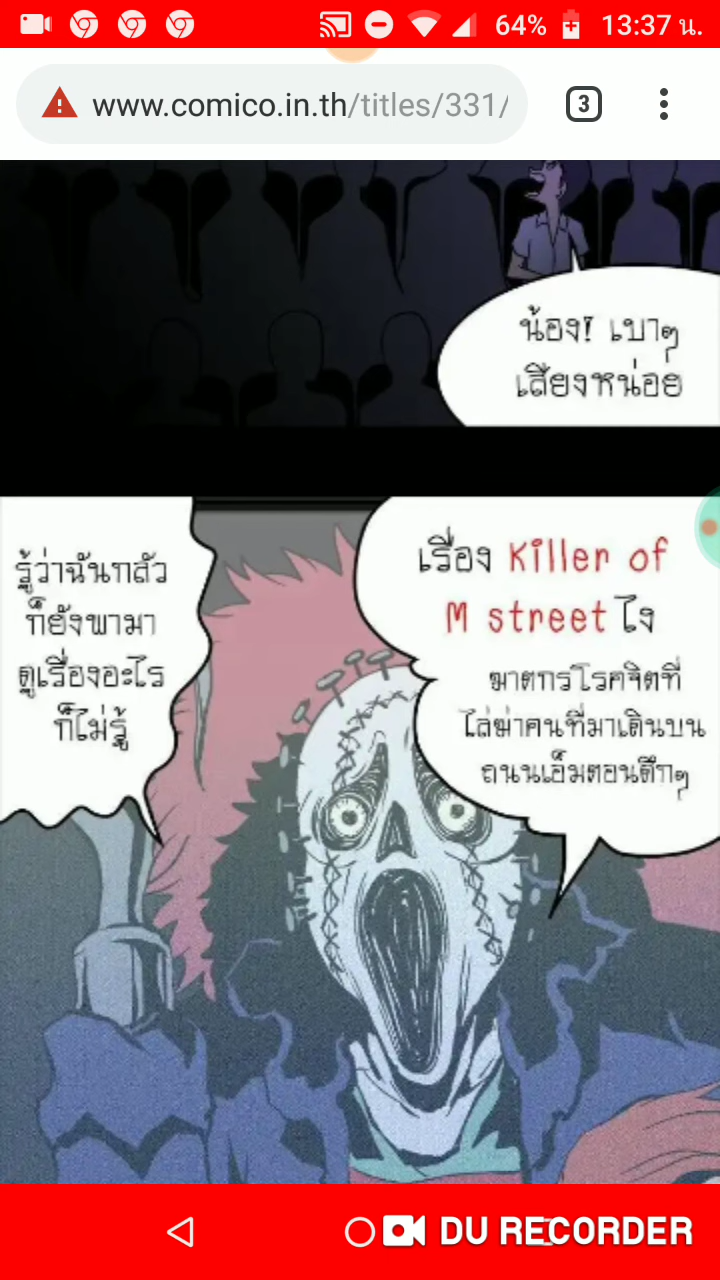 64%
13:37 น.
www.comico.in.th/titles/331/
3
น้อง! เบาๆ
เสียงหน่อย
รู้ว่าฉันกลัว
ก็ยังพามา
ดูเรื่องอะไร
ก็ไม่รู้
เรื่อง Killer of
M street ไง
ฆาตกรโรคจิตที่
ไล่ฆ่าคนที่มาเดินบน
ถนนเอ็มตอนดึกๆ
DU RECORDER